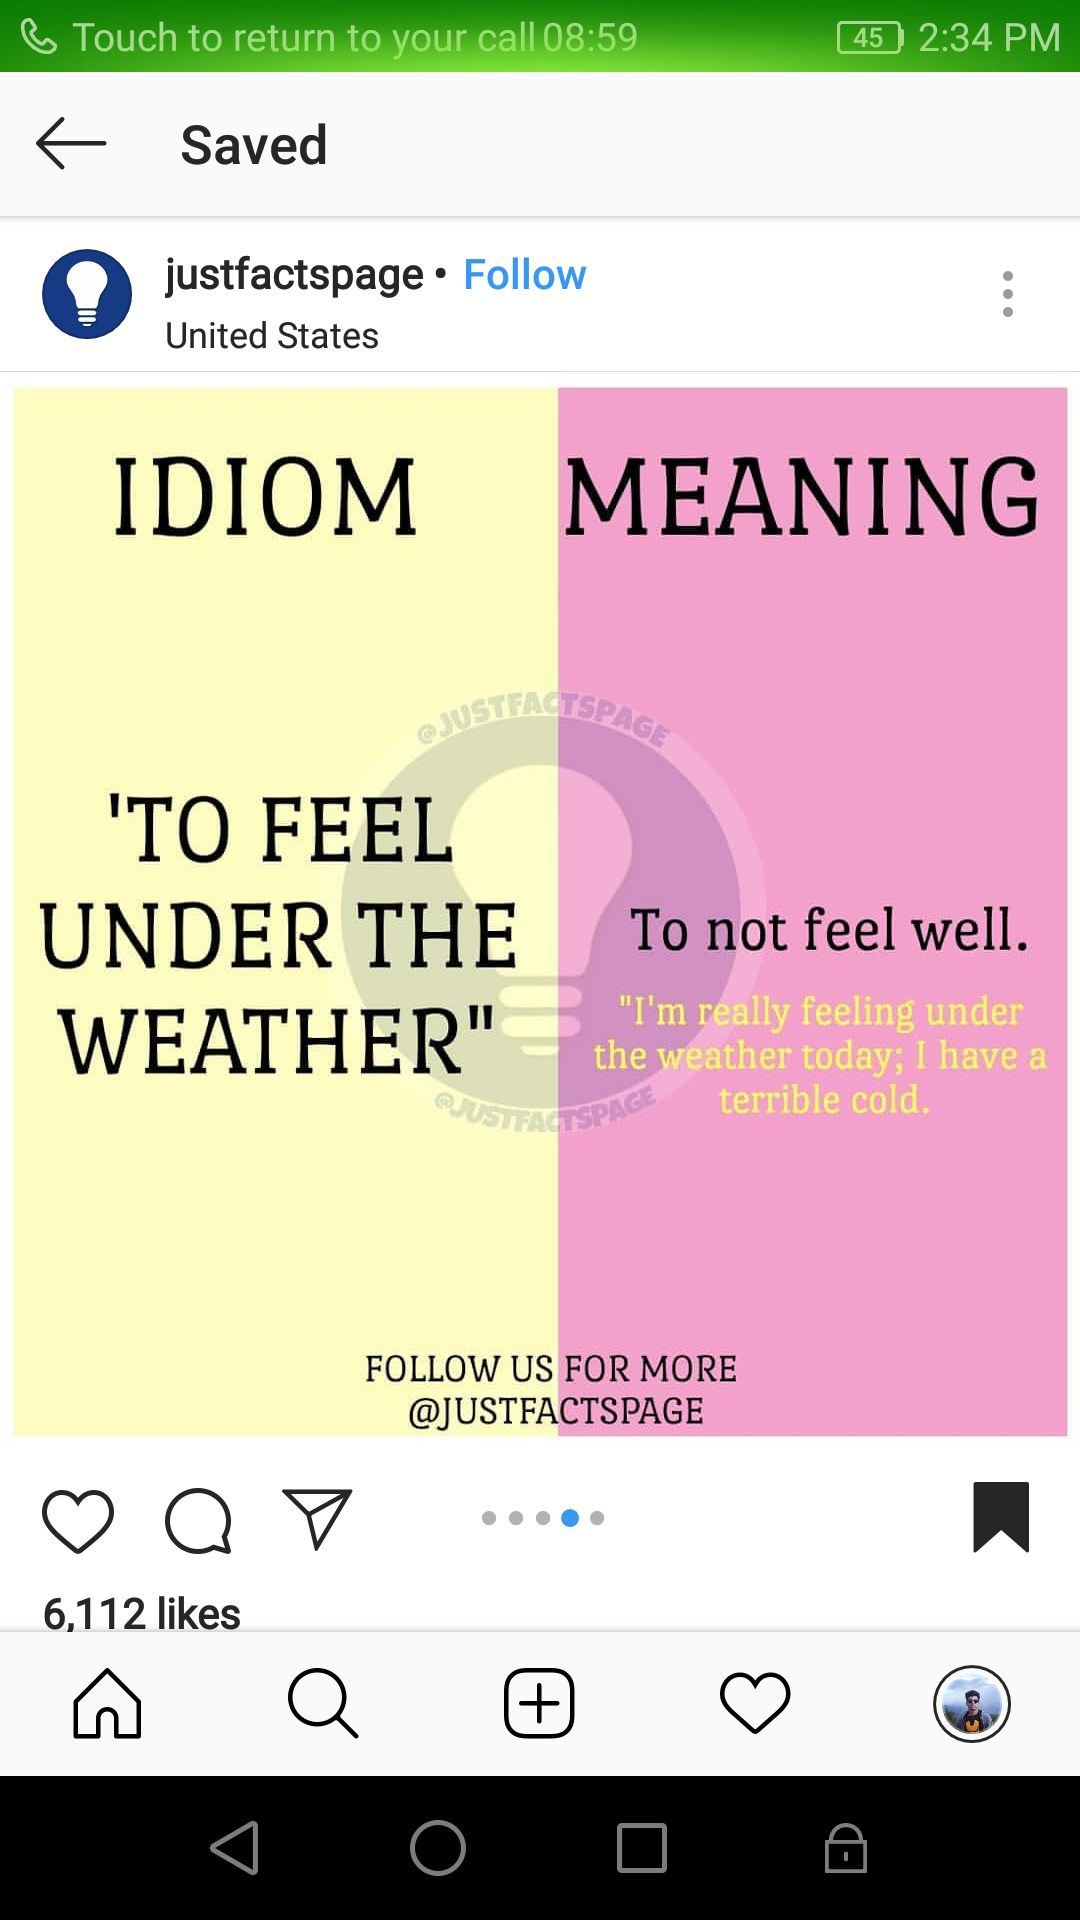 Touch to return to your call 08:59 45 2:34 PM
Saved
justfactspage • Follow
United States
IDIOM
MEANING
@JUSTFACTSPAGE
'TO FEEL
UNDER THE
WEATHER"
To not feel well.
"I'm really feeling under
the weather today; I have a
terrible cold.
@JUSTFACTSPAGE
FOLLOW US FOR MORE
@JUSTFACTSPAGE
6,112 likes